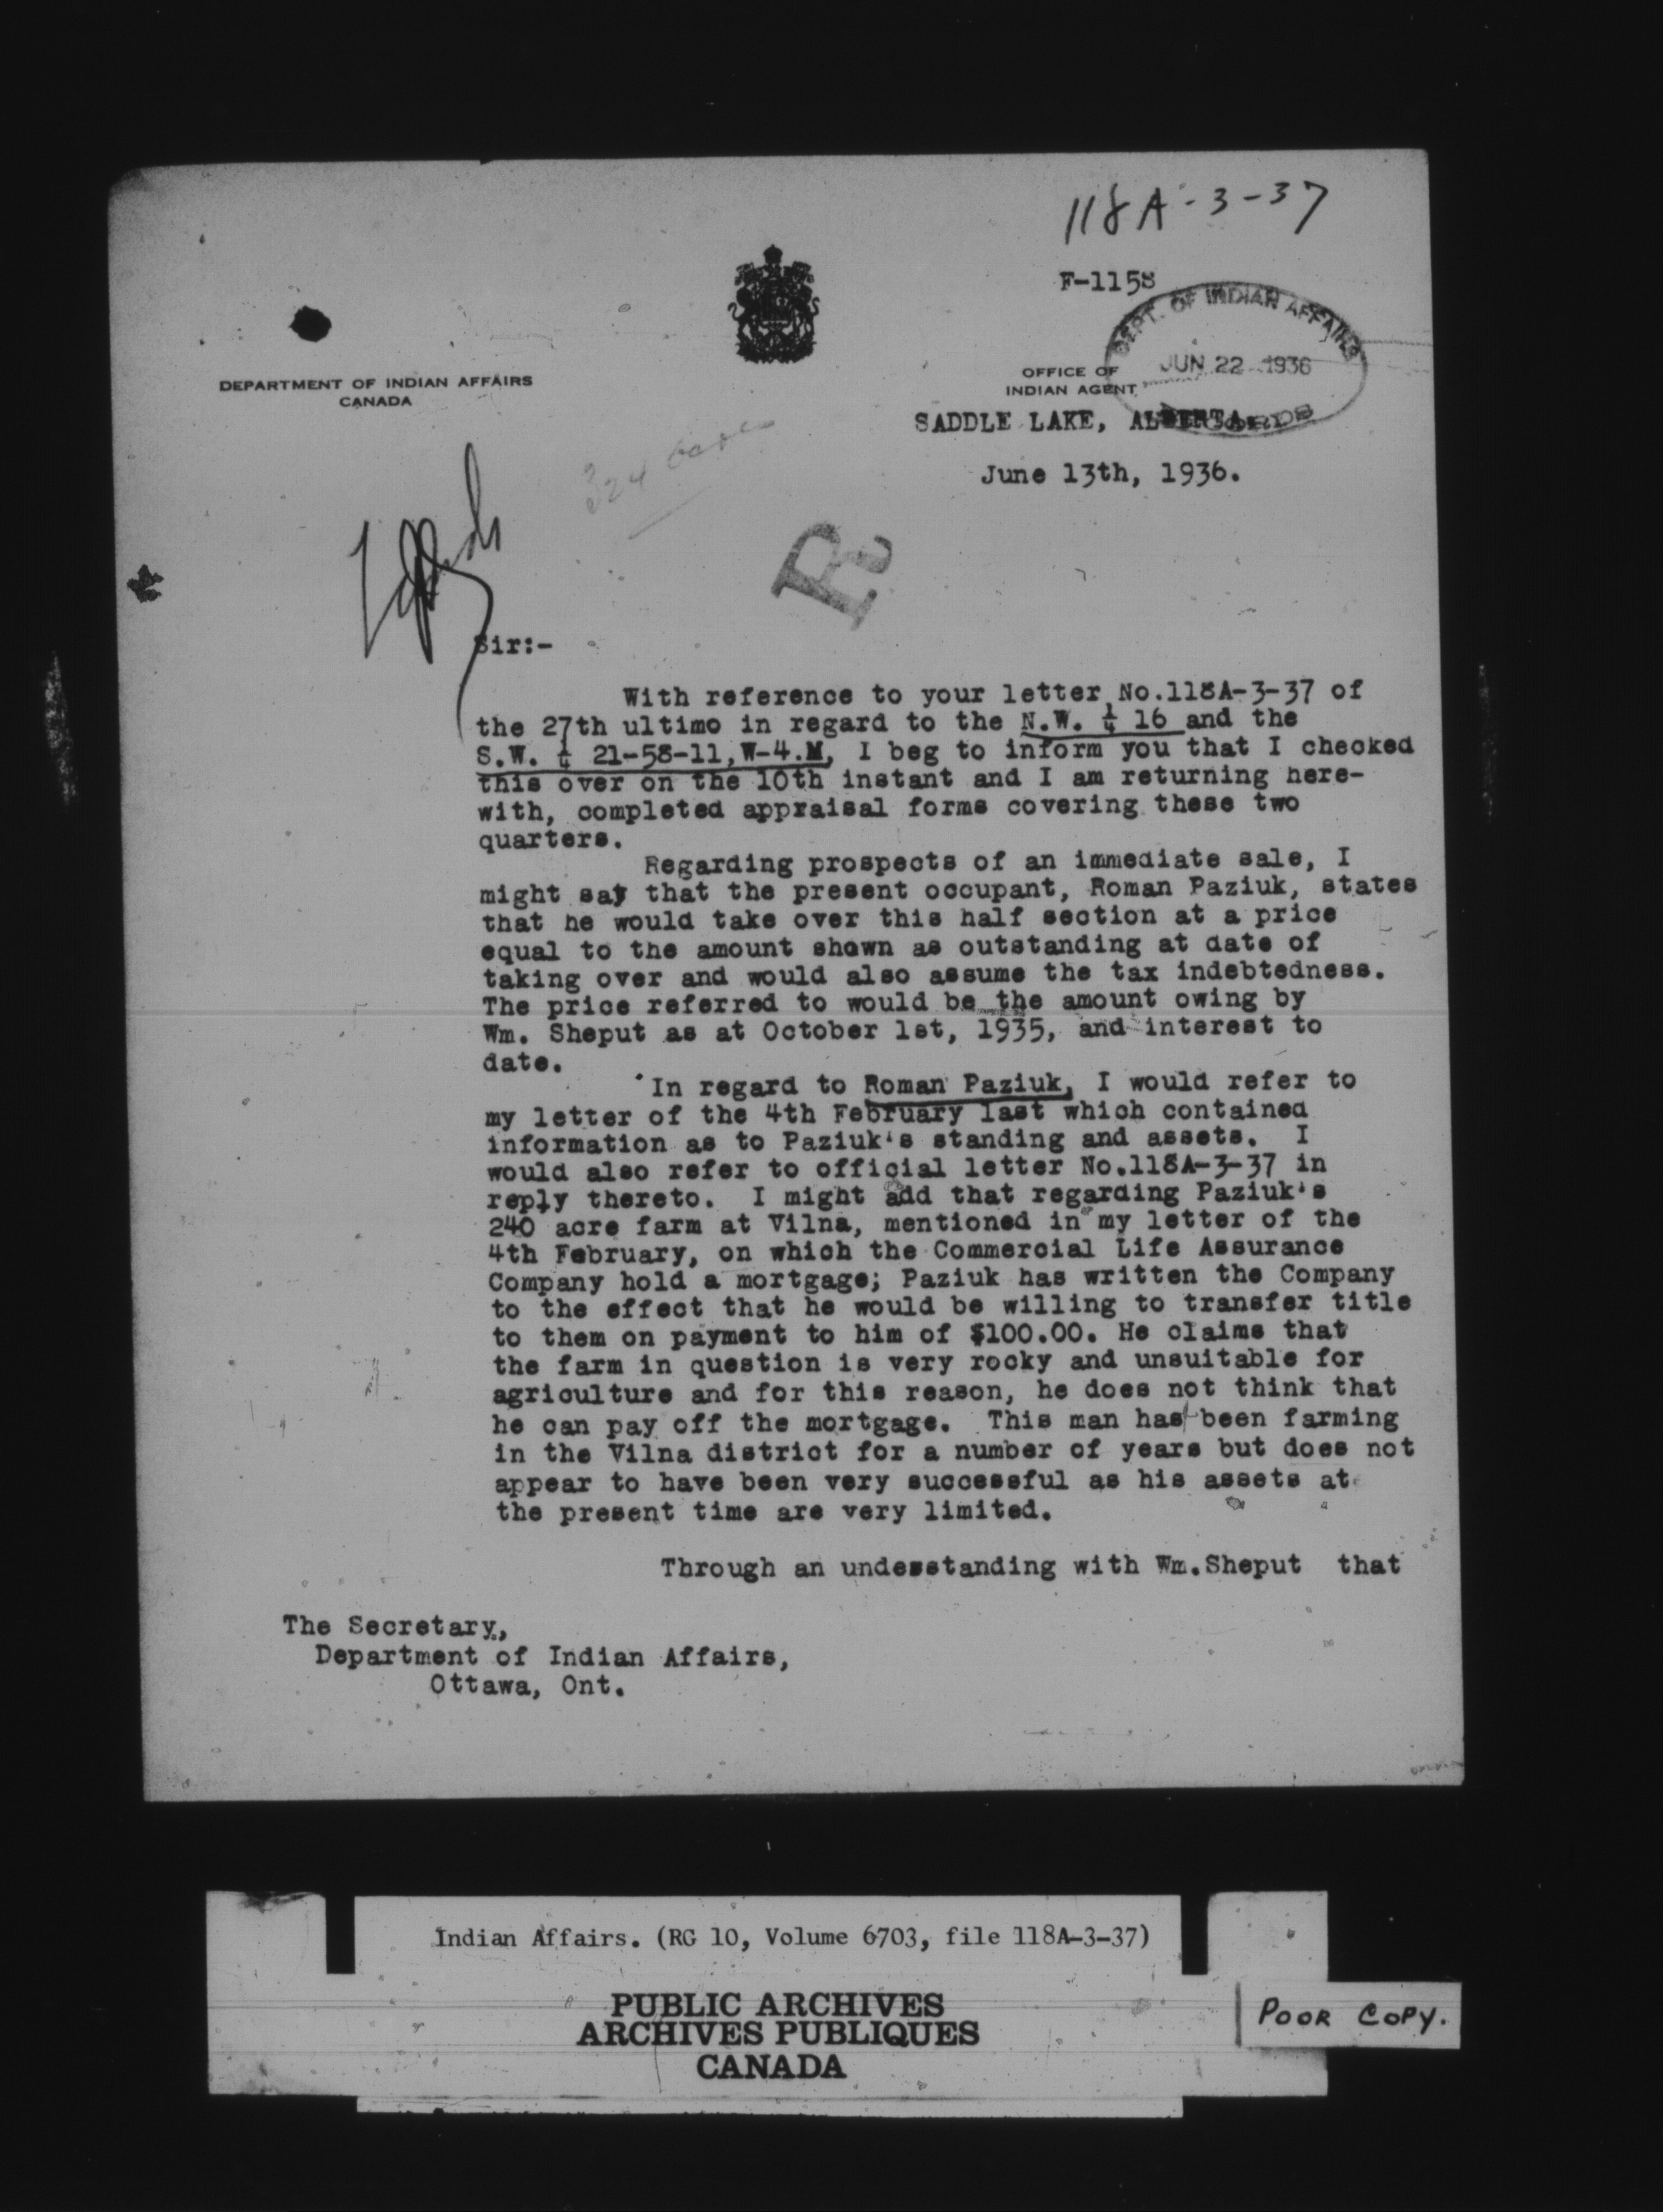 118A-3-37
F-1158
DEPT. OF INDIAN AFFAIRS
JUN 22 1936
RECORDS
DEPARTMENT OF INDIAN AFFAIRS
CANADA
OFFICE OF
INDIAN AGENT
SADDLE LAKE, ALBERTA.
June 13th, 1936.
R
Sir:-
With reference to your letter No.118A-3-37 of
the 27th ultimo in regard to the N.W. ¼ 16 and the
S.W. ¼ 21-58-11,W-4.M, I beg to inform you that I checked
this over on the 10th instant and I am returning here-
with, completed appraisal forms covering these two
quarters.
Regarding prospects of an immediate sale, I
might say that the present occupant, Roman Paziuk, states
that he would take over this half section at a price
equal to the amount shown as outstanding at date of
taking over and would also assume the tax indebtedness.
The price referred to would be the amount owing by
Wm. Sheput as at October 1st, 1935, and interest to
date.
In regard to Roman Paziuk, I would refer to
my letter of the 4th February last which contained
information as to Paziuk's standing and assets. I
would also refer to official letter No.118A-3-37 in
reply thereto. I might add that regarding Paziuk's
240 acre farm at Vilna, mentioned in my letter of the
4th February, on which the Commercial Life Assurance
Company hold a mortgage; Paziuk has written the Company
to the effect that he would be willing to transfer title
to them on payment to him of $100.00. He claims that
the farm in question is very rocky and unsuitable for
agriculture and for this reason, he does not think that
he can pay off the mortgage. This man has been farming
in the Vilna district for a number of years but does not
appear to have been very successful as his assets at
the present time are very limited.
Through an undesstanding with Wm.Sheput that
The Secretary,
Department of Indian Affairs,
Ottawa, Ont.
Indian Affairs. (RG 10, Volume 6703, file 118A-3-37)
PUBLIC ARCHIVES
ARCHIVES PUBLIQUES
CANADA
POOR COPY.